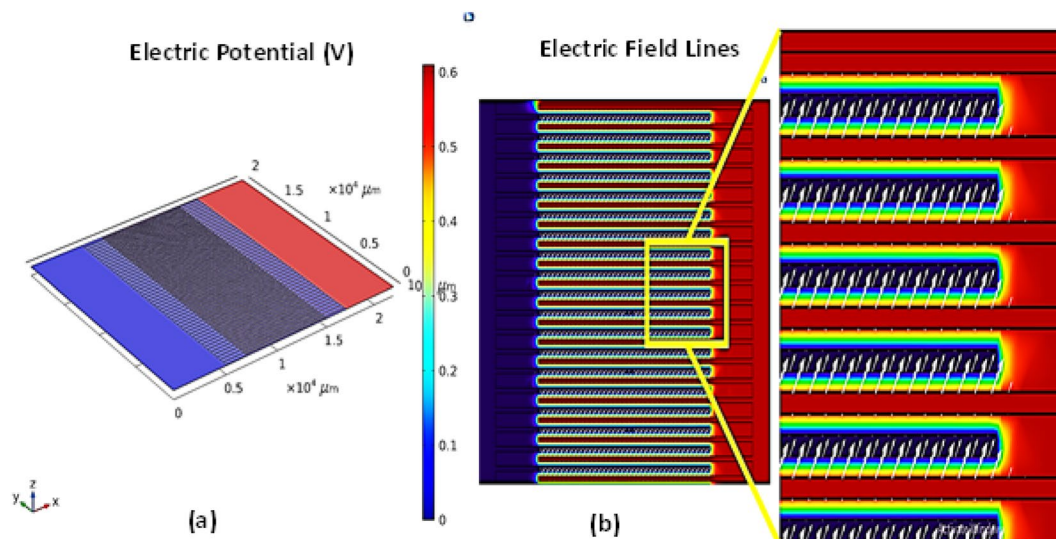 Electric Potential (V)
2
1.5
×10⁴ µm
1
0.5
0
10
µm
2
1.5
1
×10⁴ µm
0.5
0
z
y
x
(a)
0.6
0.5
0.4
0.3
0.2
0.1
0
Electric Field Lines
(b)